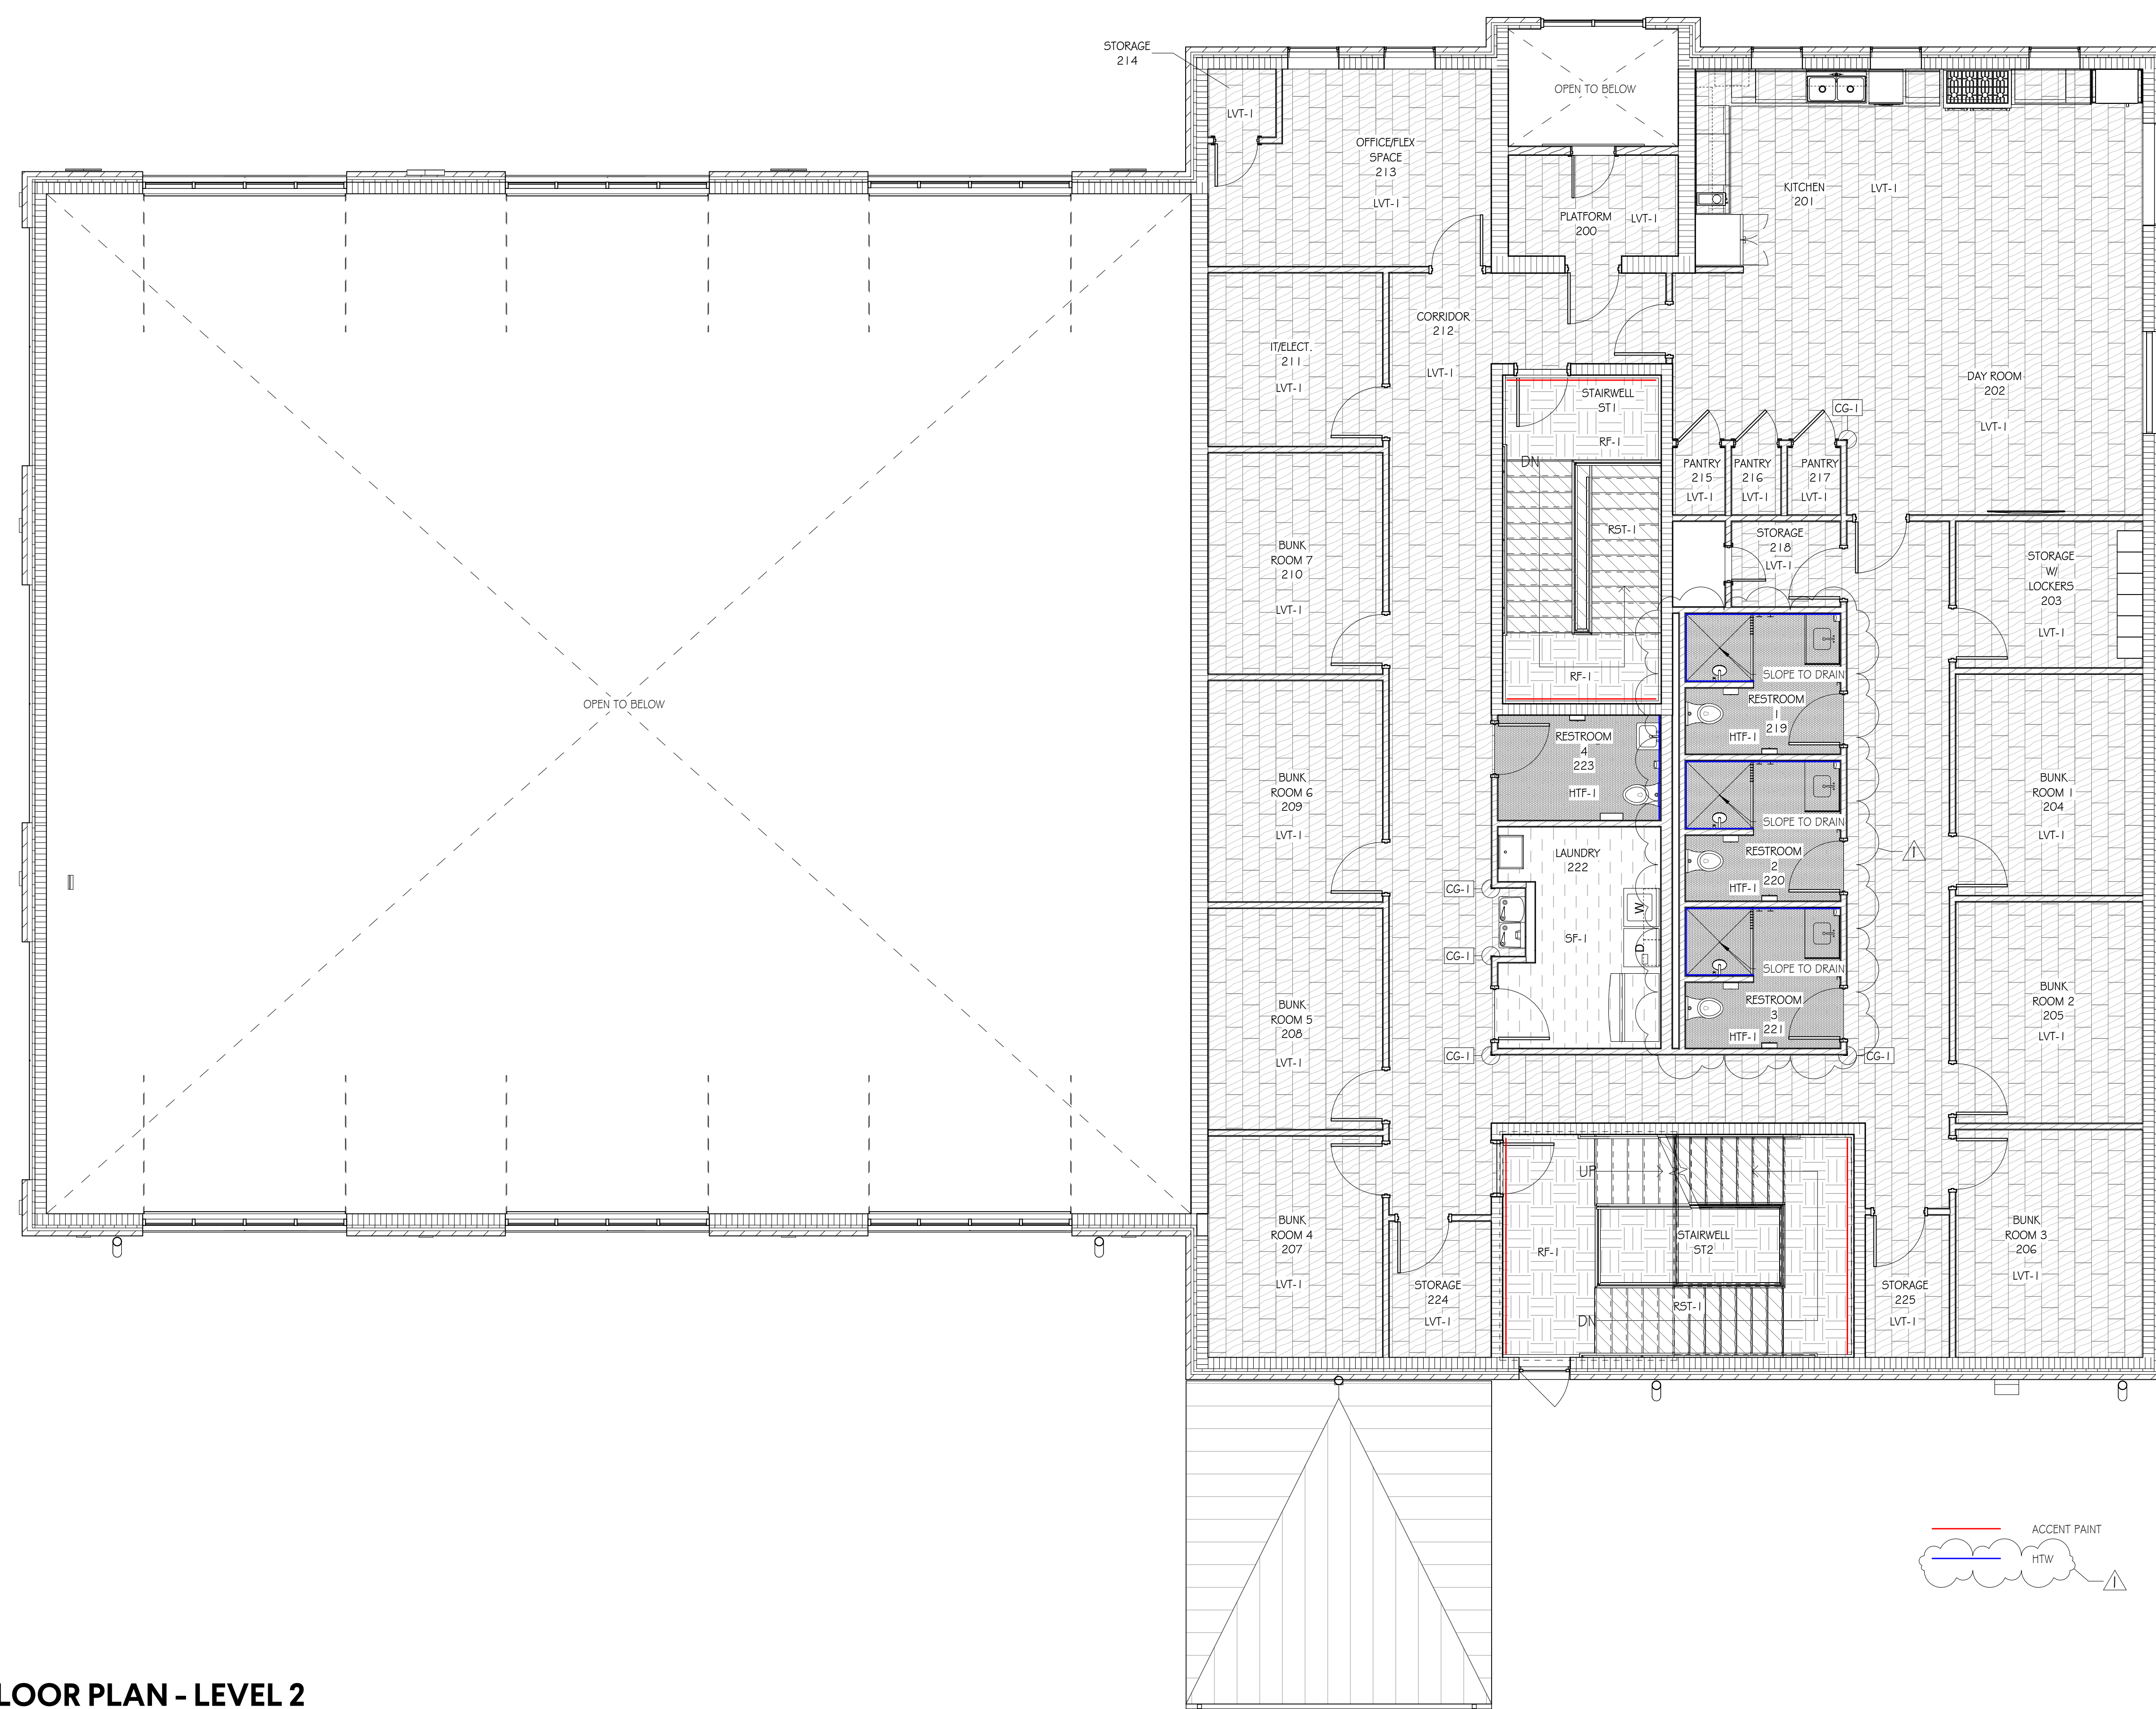 STORAGE
214
LVT-1
OPEN TO BELOW
OFFICE/FLEX
SPACE
213
LVT-1
PLATFORM
200
LVT-1
KITCHEN
201
LVT-1
CORRIDOR
212
LVT-1
IT/ELECT.
211
LVT-1
DAY ROOM
202
LVT-1
STAIRWELL
ST1
RF-1
DN
RST-1
RF-1
CG-1
PANTRY
215
LVT-1
PANTRY
216
LVT-1
PANTRY
217
LVT-1
STORAGE
218
LVT-1
STORAGE
W/
LOCKERS
203
LVT-1
BUNK
ROOM 7
210
LVT-1
SLOPE TO DRAIN
RESTROOM
1
219
HTF-1
OPEN TO BELOW
RESTROOM
4
223
HTF-1
BUNK
ROOM 6
209
LVT-1
BUNK
ROOM 1
204
LVT-1
SLOPE TO DRAIN
RESTROOM
2
220
HTF-1
1
LAUNDRY
222
CG-1
W
SF-1
D
CG-1
SLOPE TO DRAIN
RESTROOM
3
221
HTF-1
BUNK
ROOM 5
208
LVT-1
BUNK
ROOM 2
205
LVT-1
CG-1
CG-1
UP
BUNK
ROOM 4
207
LVT-1
STORAGE
224
LVT-1
RF-1
STAIRWELL
ST2
RST-1
DN
STORAGE
225
LVT-1
BUNK
ROOM 3
206
LVT-1
ACCENT PAINT
HTW
1
LOOR PLAN - LEVEL 2